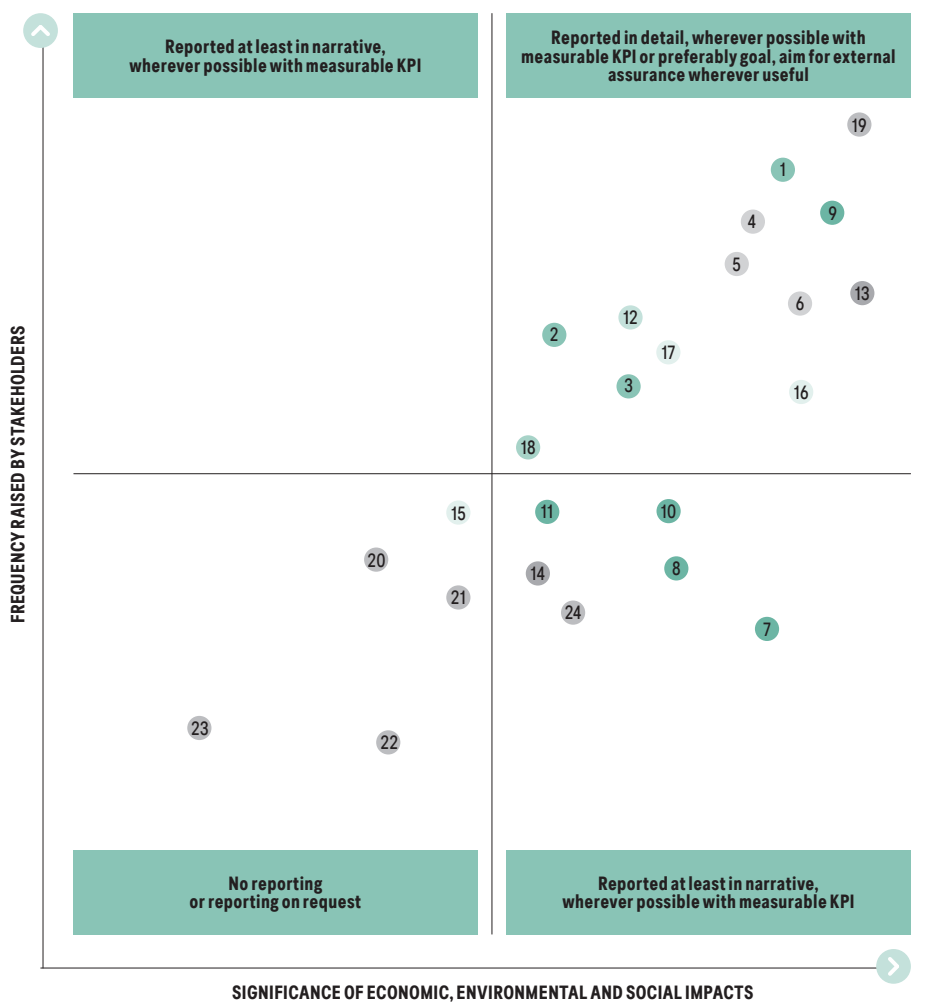 Reported at least in narrative,
wherever possible with measurable KPI
Reported in detail, wherever possible with
measurable KPI or preferably goal, aim for external
assurance wherever useful
19
1
9
4
5
13
6
12
2
17
3
16
18
15
11
10
20
8
14
21
24
7
23
22
FREQUENCY RAISED BY STAKEHOLDERS
No reporting
or reporting on request
Reported at least in narrative,
wherever possible with measurable KPI
SIGNIFICANCE OF ECONOMIC, ENVIRONMENTAL AND SOCIAL IMPACTS